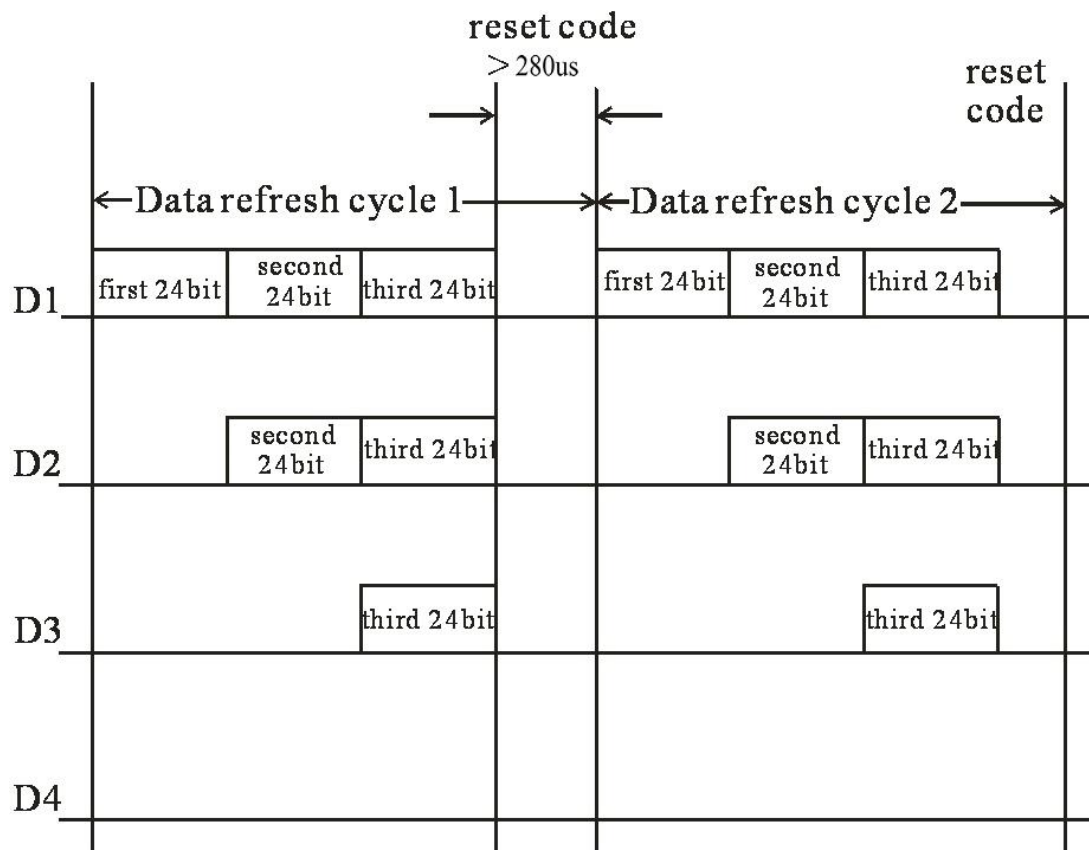 reset code
> 280us
reset
code
Data refresh cycle 1
Data refresh cycle 2
D1
first 24bit
second
24bit
third 24bit
first 24bit
second
24bit
third 24bit
D2
second
24bit
third 24bit
second
24bit
third 24bit
D3
third 24bit
third 24bit
D4